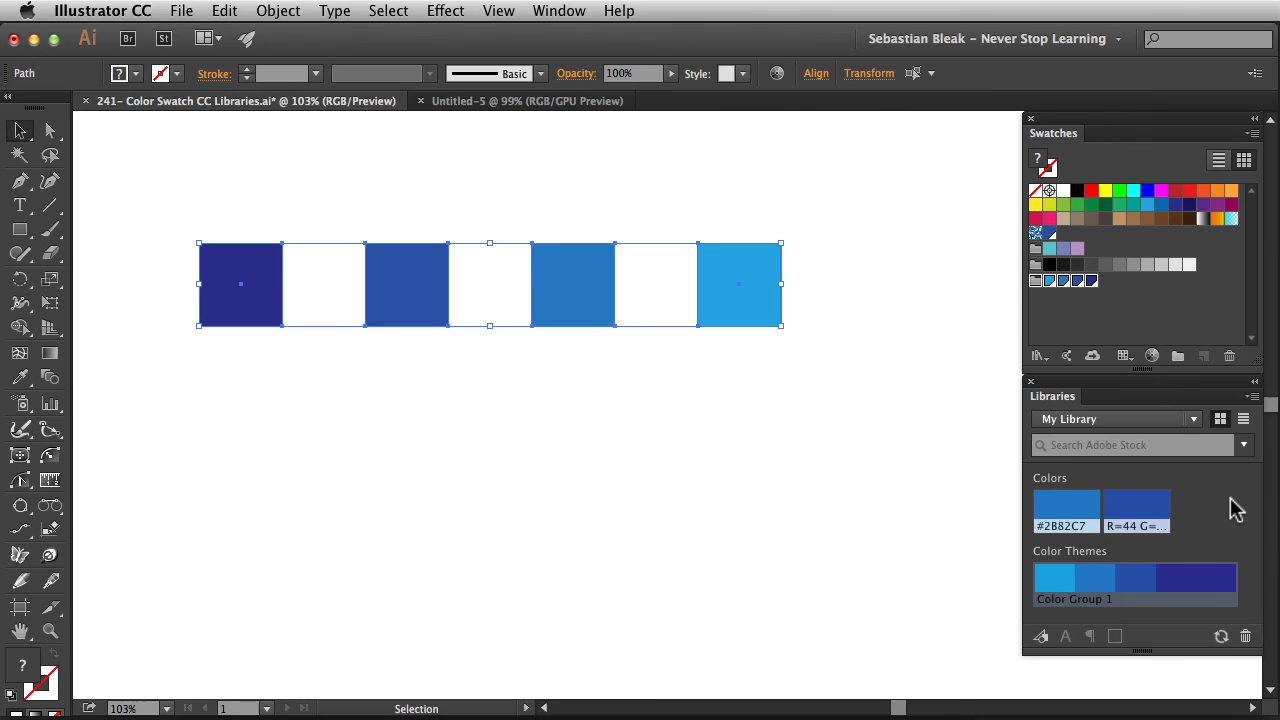 Illustrator CC File Edit Object Type Select Effect View Window Help
Ai Br St Sebastian Bleak – Never Stop Learning
Path ? Stroke: Basic Opacity: 100% Style: Align Transform
× 241- Color Swatch CC Libraries.ai* @ 103% (RGB/Preview) × Untitled-5 @ 99% (RGB/GPU Preview)
Swatches
?
Libraries
My Library
Search Adobe Stock
Colors
#2B82C7 R=44 G=...
Color Themes
Color Group 1
?
103% 1 Selection